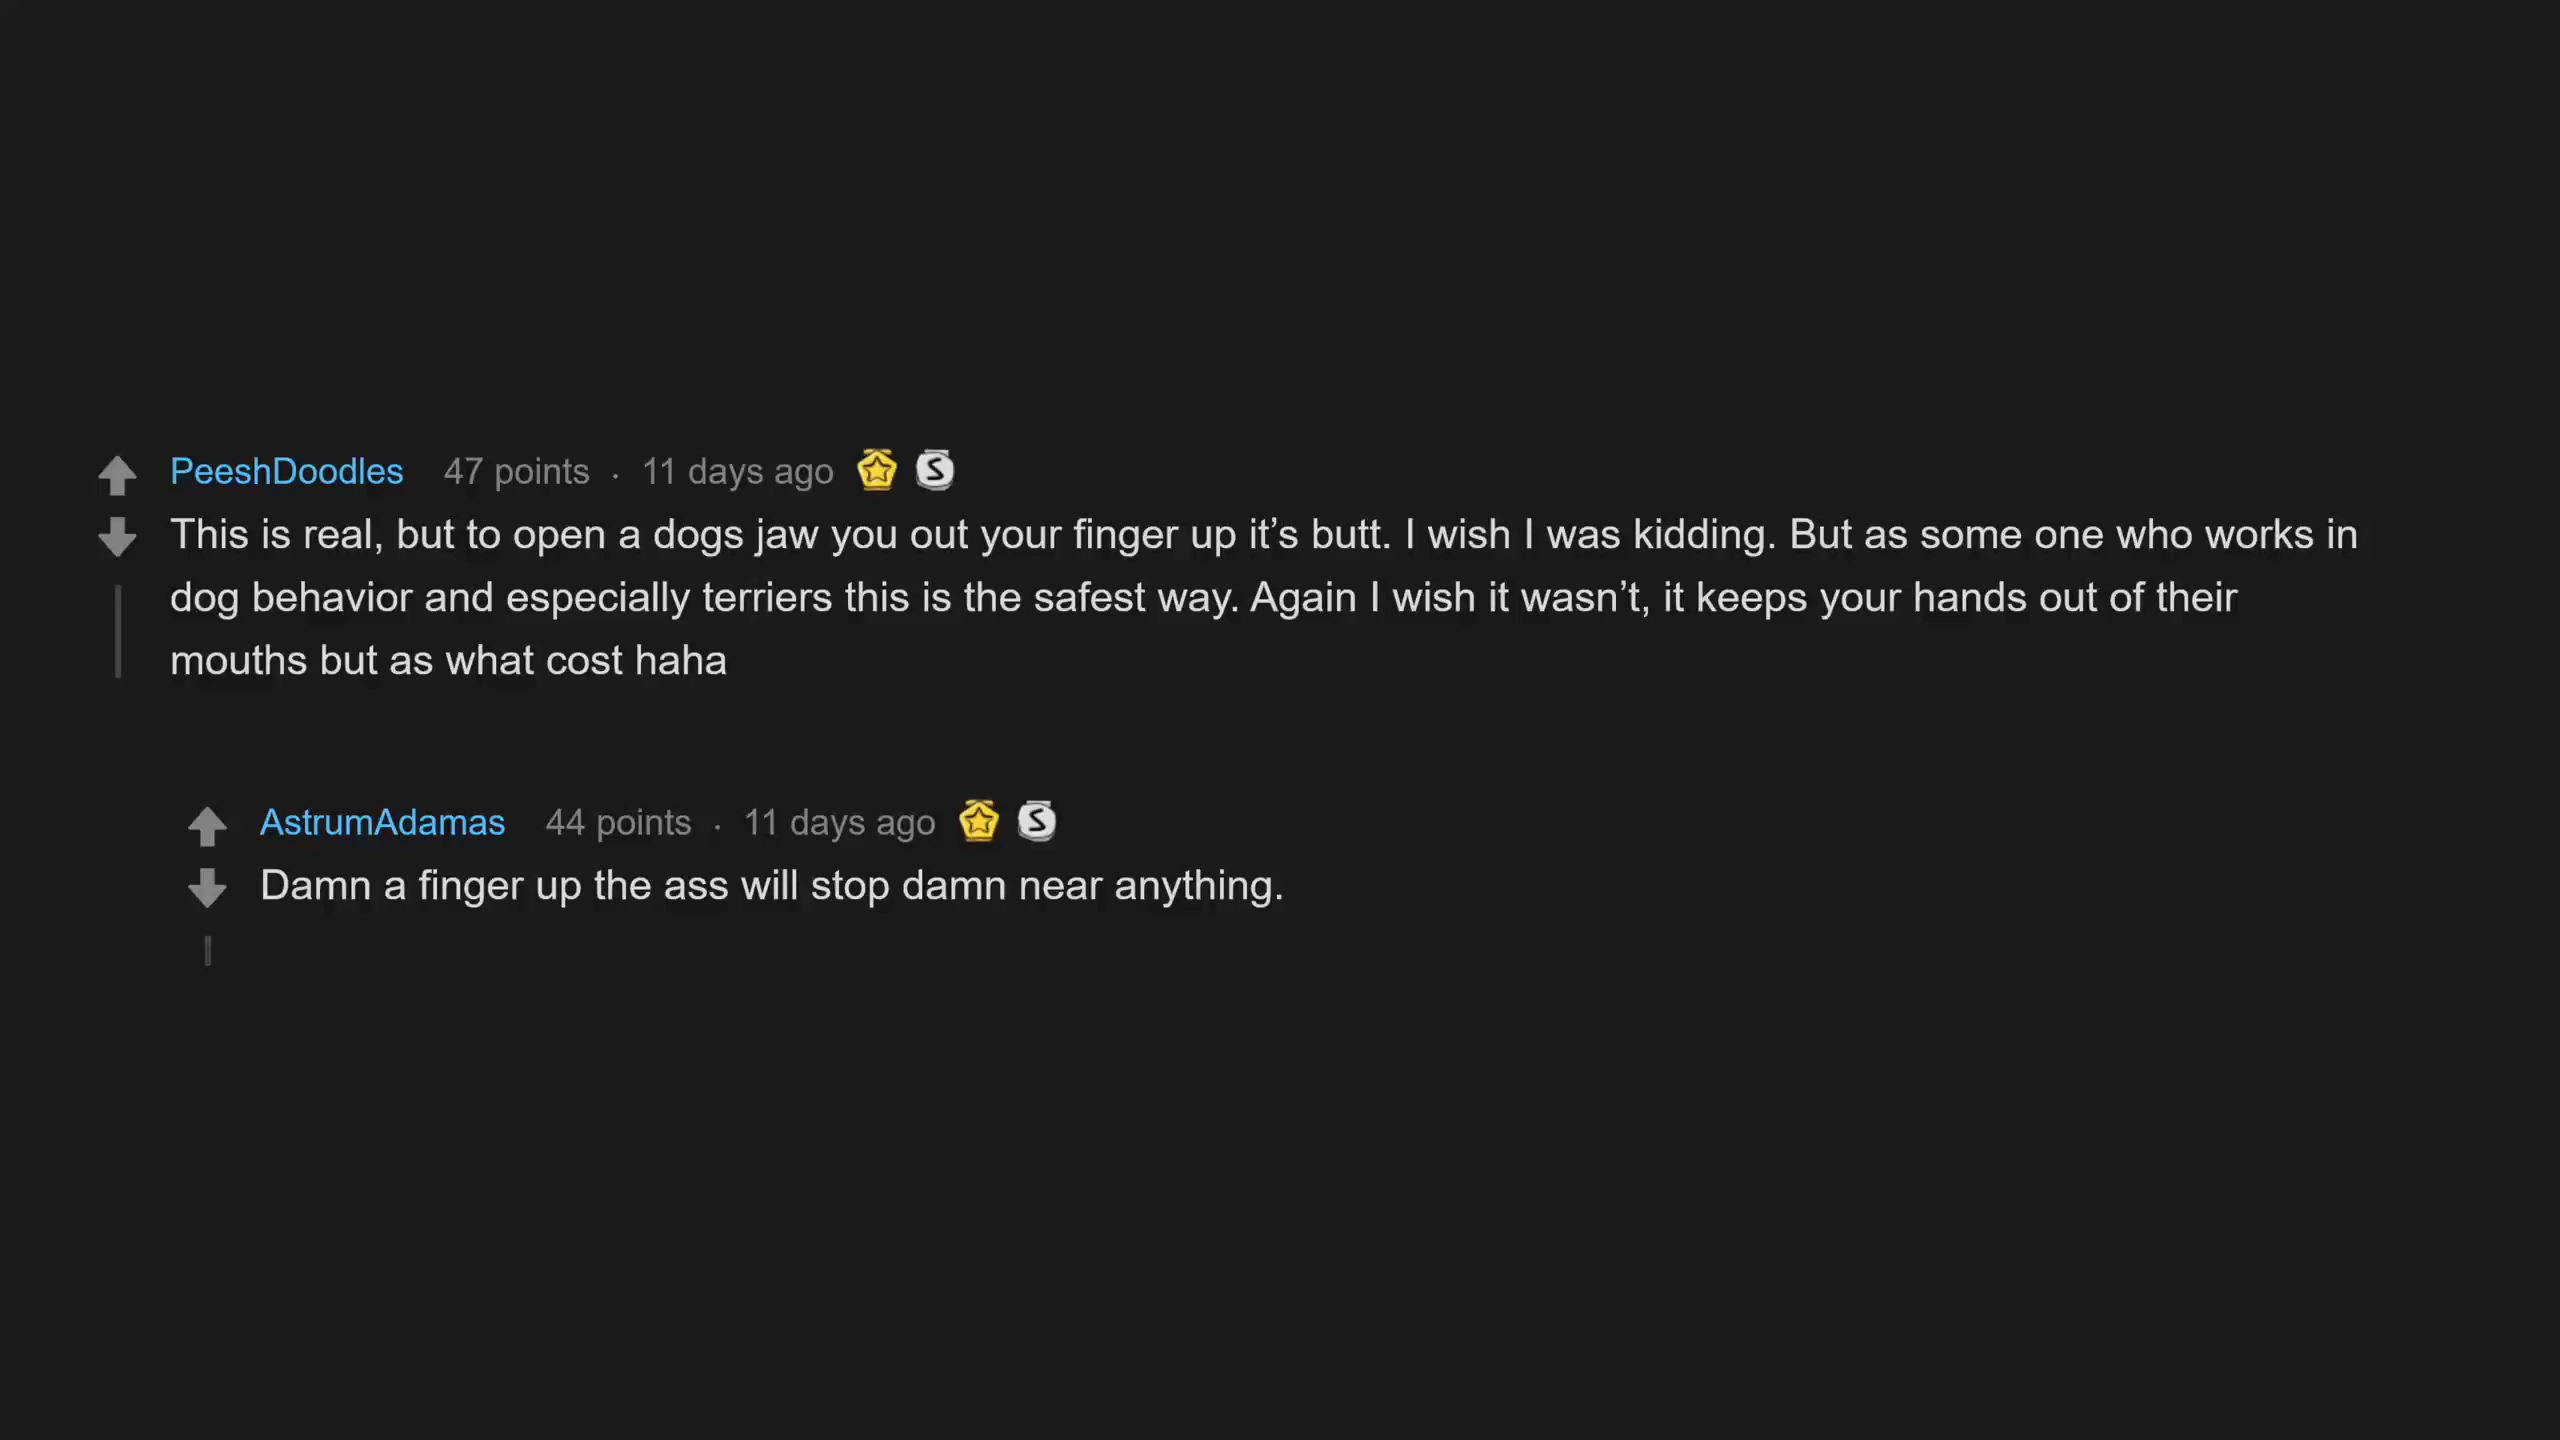 PeeshDoodles 47 points · 11 days ago S
This is real, but to open a dogs jaw you out your finger up it’s butt. I wish I was kidding. But as some one who works in
dog behavior and especially terriers this is the safest way. Again I wish it wasn’t, it keeps your hands out of their
mouths but as what cost haha
AstrumAdamas 44 points · 11 days ago S
Damn a finger up the ass will stop damn near anything.